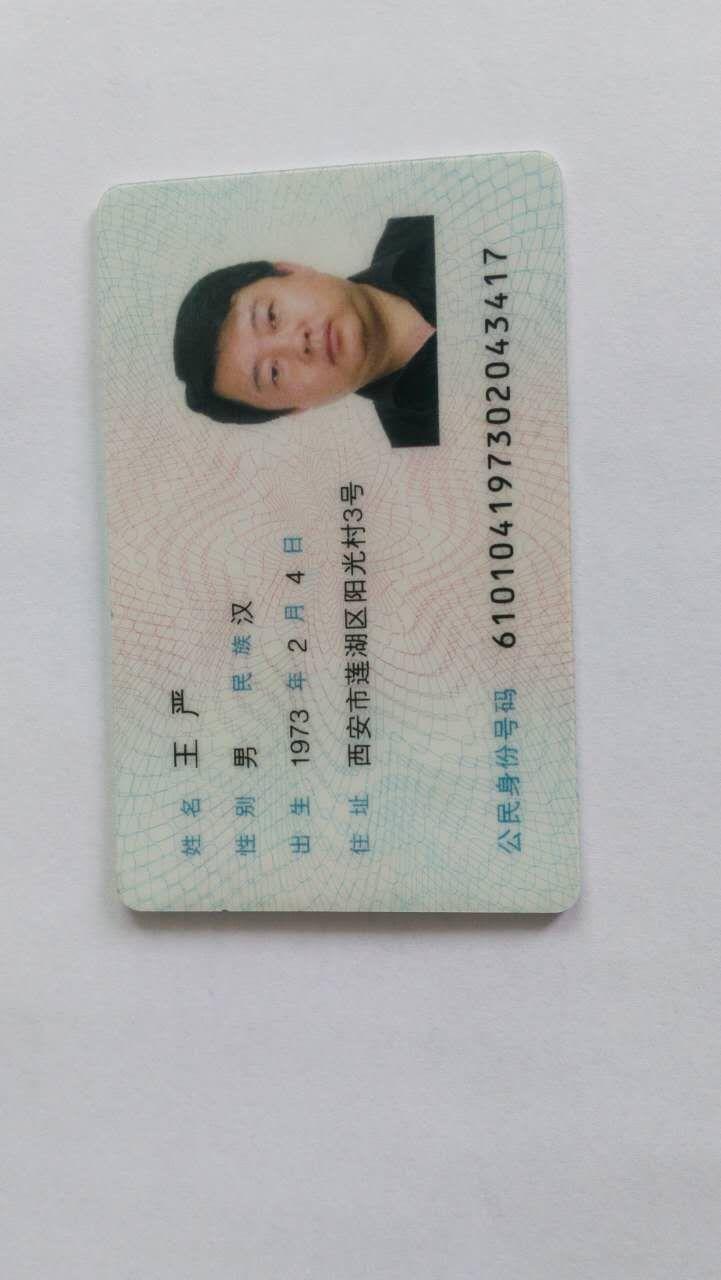 姓名 王严
性别 男 民族 汉
出生 1973 年 2 月 4 日
住址 西安市莲湖区阳光村3号
公民身份号码 610104197302043417